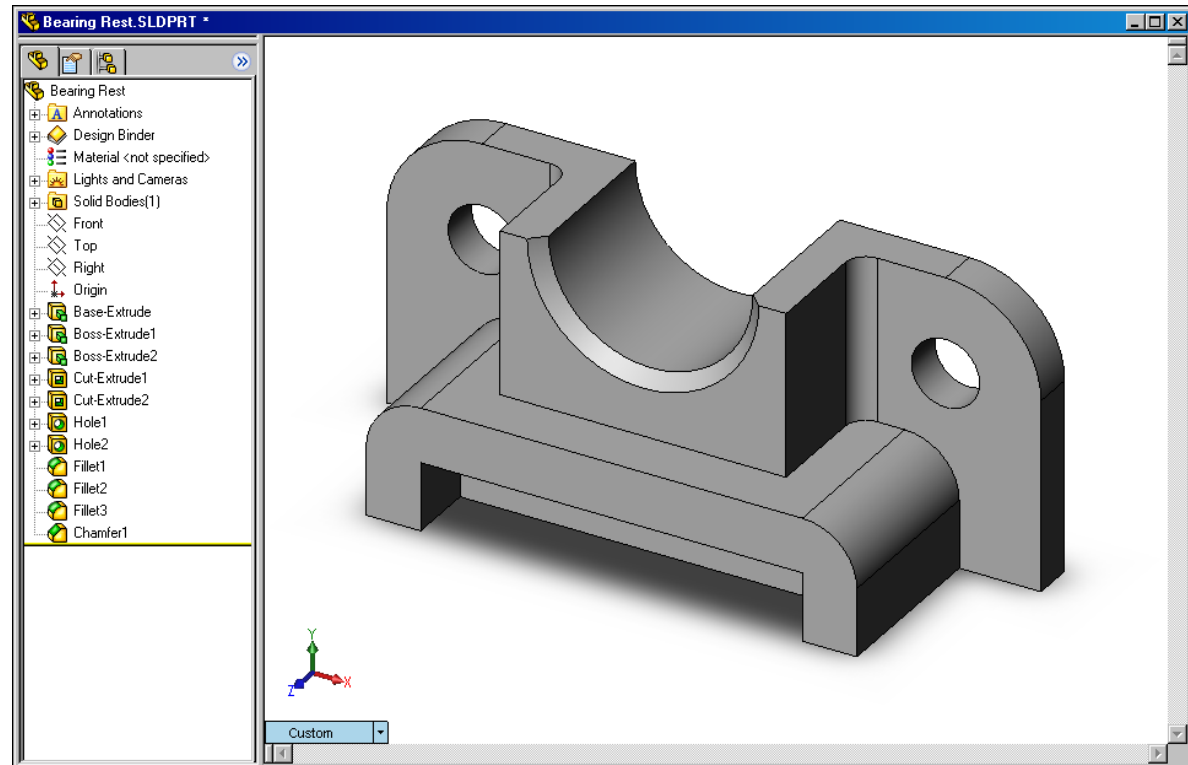 Bearing Rest.SLDPRT *
Bearing Rest
Annotations
Design Binder
Material <not specified>
Lights and Cameras
Solid Bodies(1)
Front
Top
Right
Origin
Base-Extrude
Boss-Extrude1
Boss-Extrude2
Cut-Extrude1
Cut-Extrude2
Hole1
Hole2
Fillet1
Fillet2
Fillet3
Chamfer1
Y
Z X
Custom